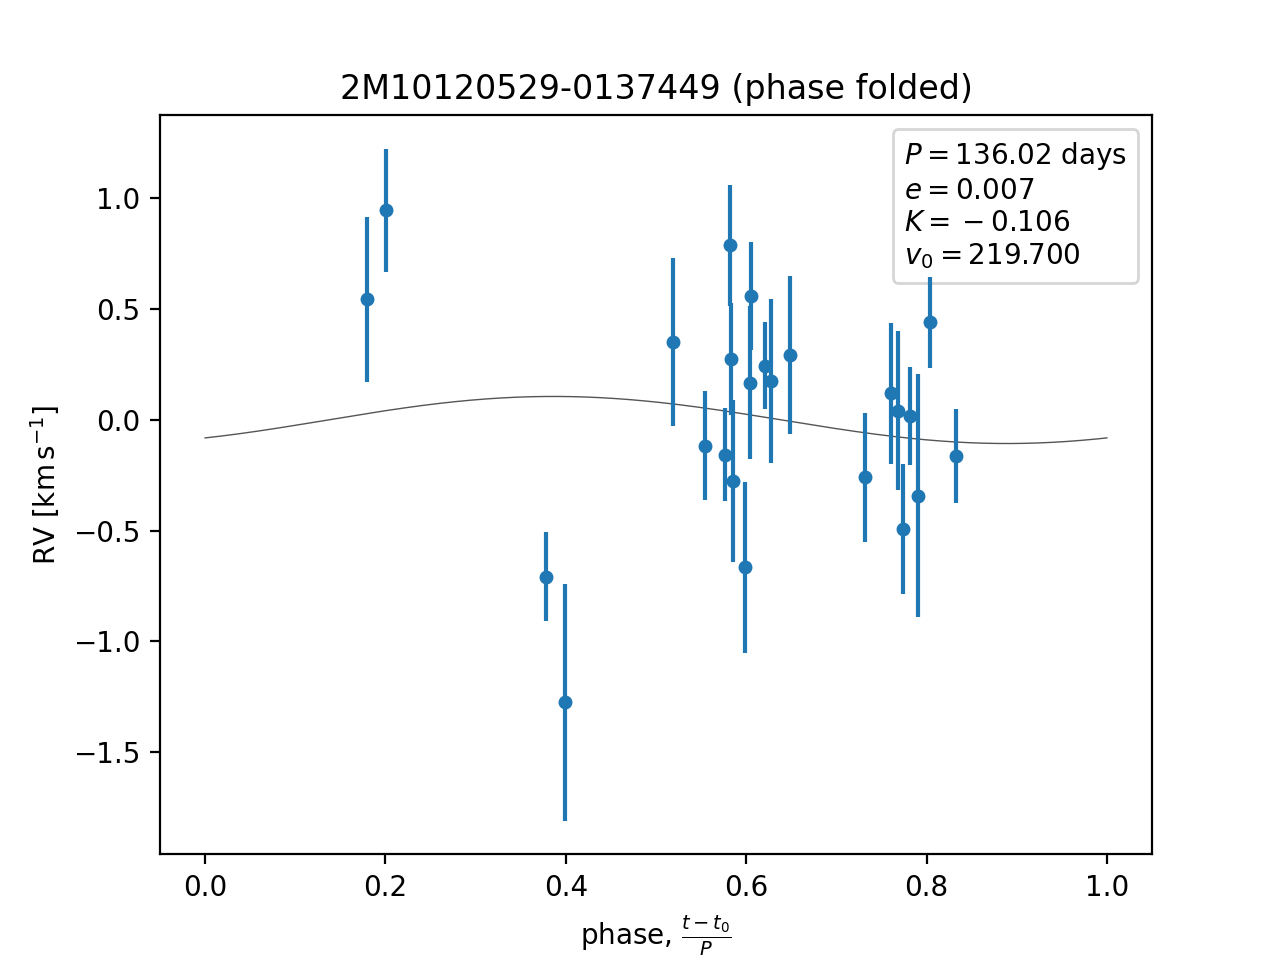 2M10120529-0137449 (phase folded)
P = 136.02 days
e = 0.007
K = −0.106
v₀ = 219.700
1.0
0.5
0.0
−0.5
−1.0
−1.5
RV [km s⁻¹]
0.0 0.2 0.4 0.6 0.8 1.0
phase, (t − t₀)/P